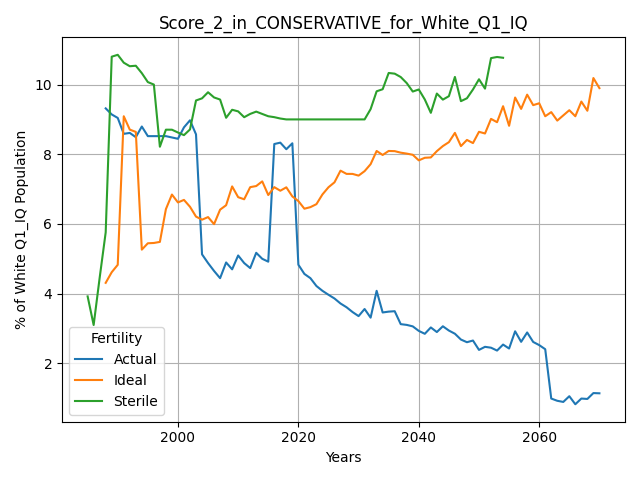 Score_2_in_CONSERVATIVE_for_White_Q1_IQ
% of White Q1_IQ Population
10
8
6
4
2
Fertility
Actual
Ideal
Sterile
2000
2020
2040
2060
Years